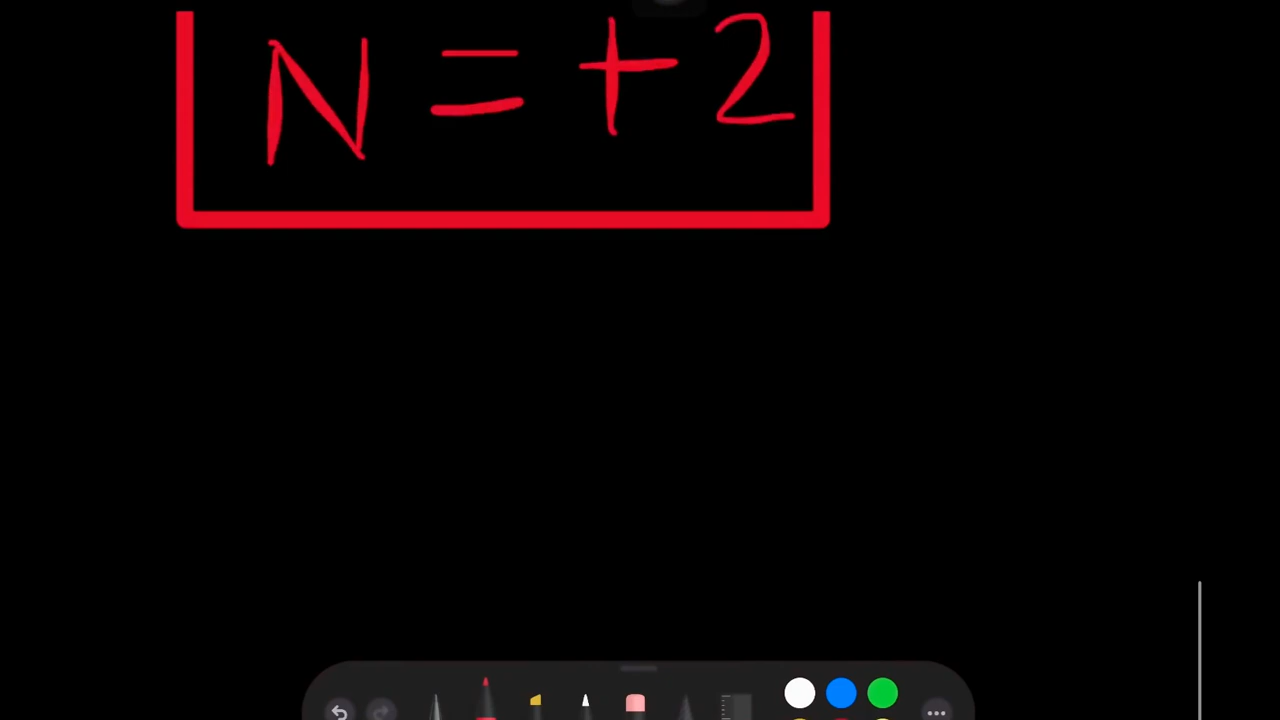 N = +2